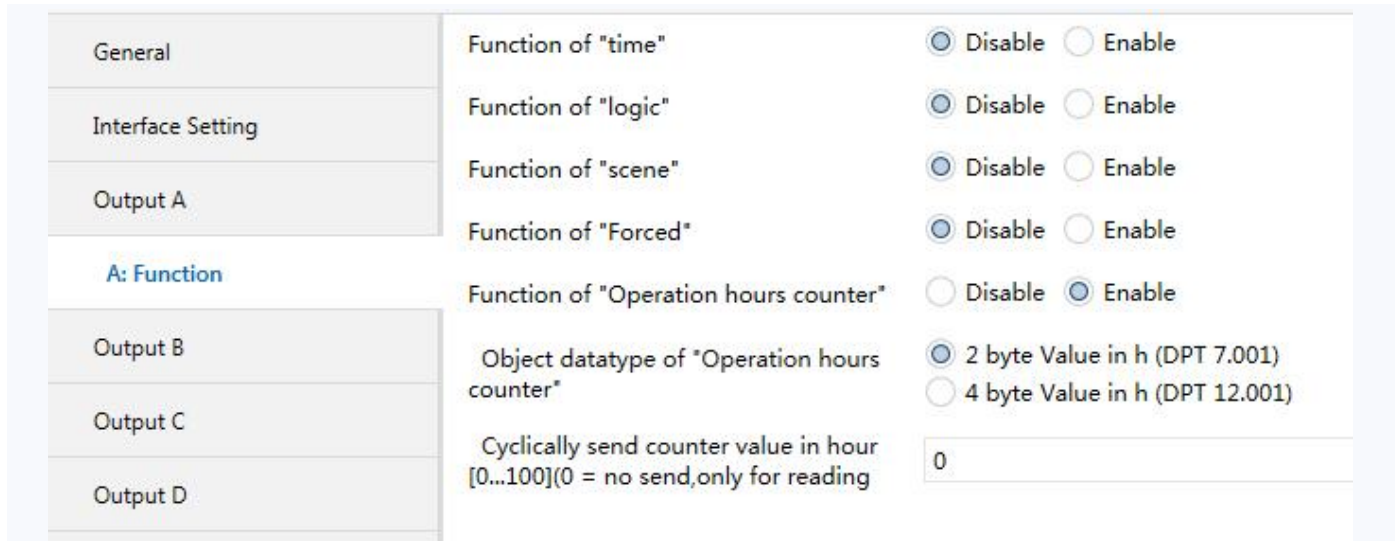 General
Interface Setting
Output A
A: Function
Output B
Output C
Output D
Function of "time"
Disable Enable
Function of "logic"
Disable Enable
Function of "scene"
Disable Enable
Function of "Forced"
Disable Enable
Function of "Operation hours counter"
Disable Enable
Object datatype of "Operation hours
counter"
2 byte Value in h (DPT 7.001)
4 byte Value in h (DPT 12.001)
Cyclically send counter value in hour
[0...100](0 = no send,only for reading
0